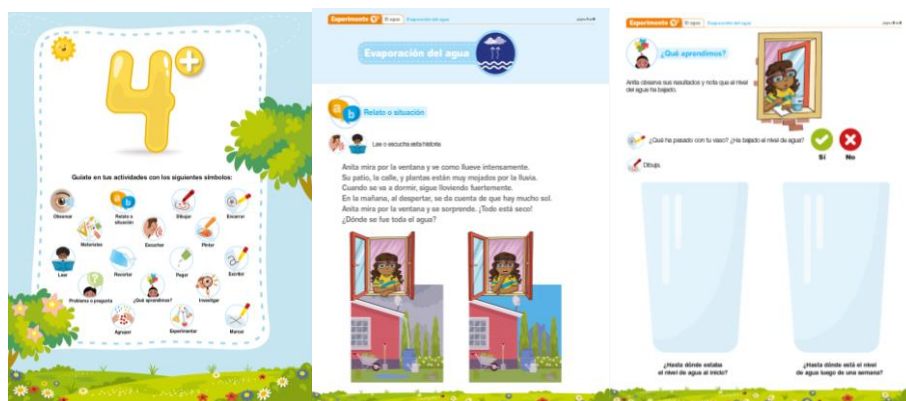 4+
Guíate en tus actividades con los siguientes símbolos:
Observar
Relato o
situación
Dibujar
Encerrar
Materiales
Escuchar
Pintar
Leer
Recortar
Pegar
Escribir
Problema o pregunta
¿Qué aprendimos?
Investigar
Agrupar
Experimentar
Marcar
Experimento
El agua
Evaporación del agua
Evaporación del agua
a
b
Relato o situación
Lee o escucha esta historia
Anita mira por la ventana y ve como llueve intensamente.
Su patio, la calle, y plantas están muy mojados por la lluvia.
Cuando se va a dormir, sigue lloviendo fuertemente.
En la mañana, al despertar, se da cuenta de que hay mucho sol.
Anita mira por la ventana y se sorprende. ¡Todo está seco!
¿Dónde se fue toda el agua?
Experimento
El agua
Evaporación del agua
¿Qué aprendimos?
Anita observa sus resultados y nota que el nivel
del agua ha bajado.
¿Qué ha pasado con tu vaso? ¿Ha bajado el nivel de agua?
Sí
No
Dibuja.
¿Hasta dónde estaba
el nivel de agua al inicio?
¿Hasta dónde está el nivel
de agua luego de una semana?